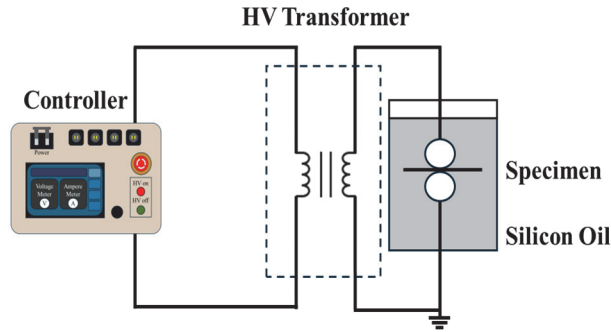 HV Transformer
Controller
Power
Voltage
Meter
V
Ampere
Meter
A
HV on
HV off
Specimen
Silicon Oil